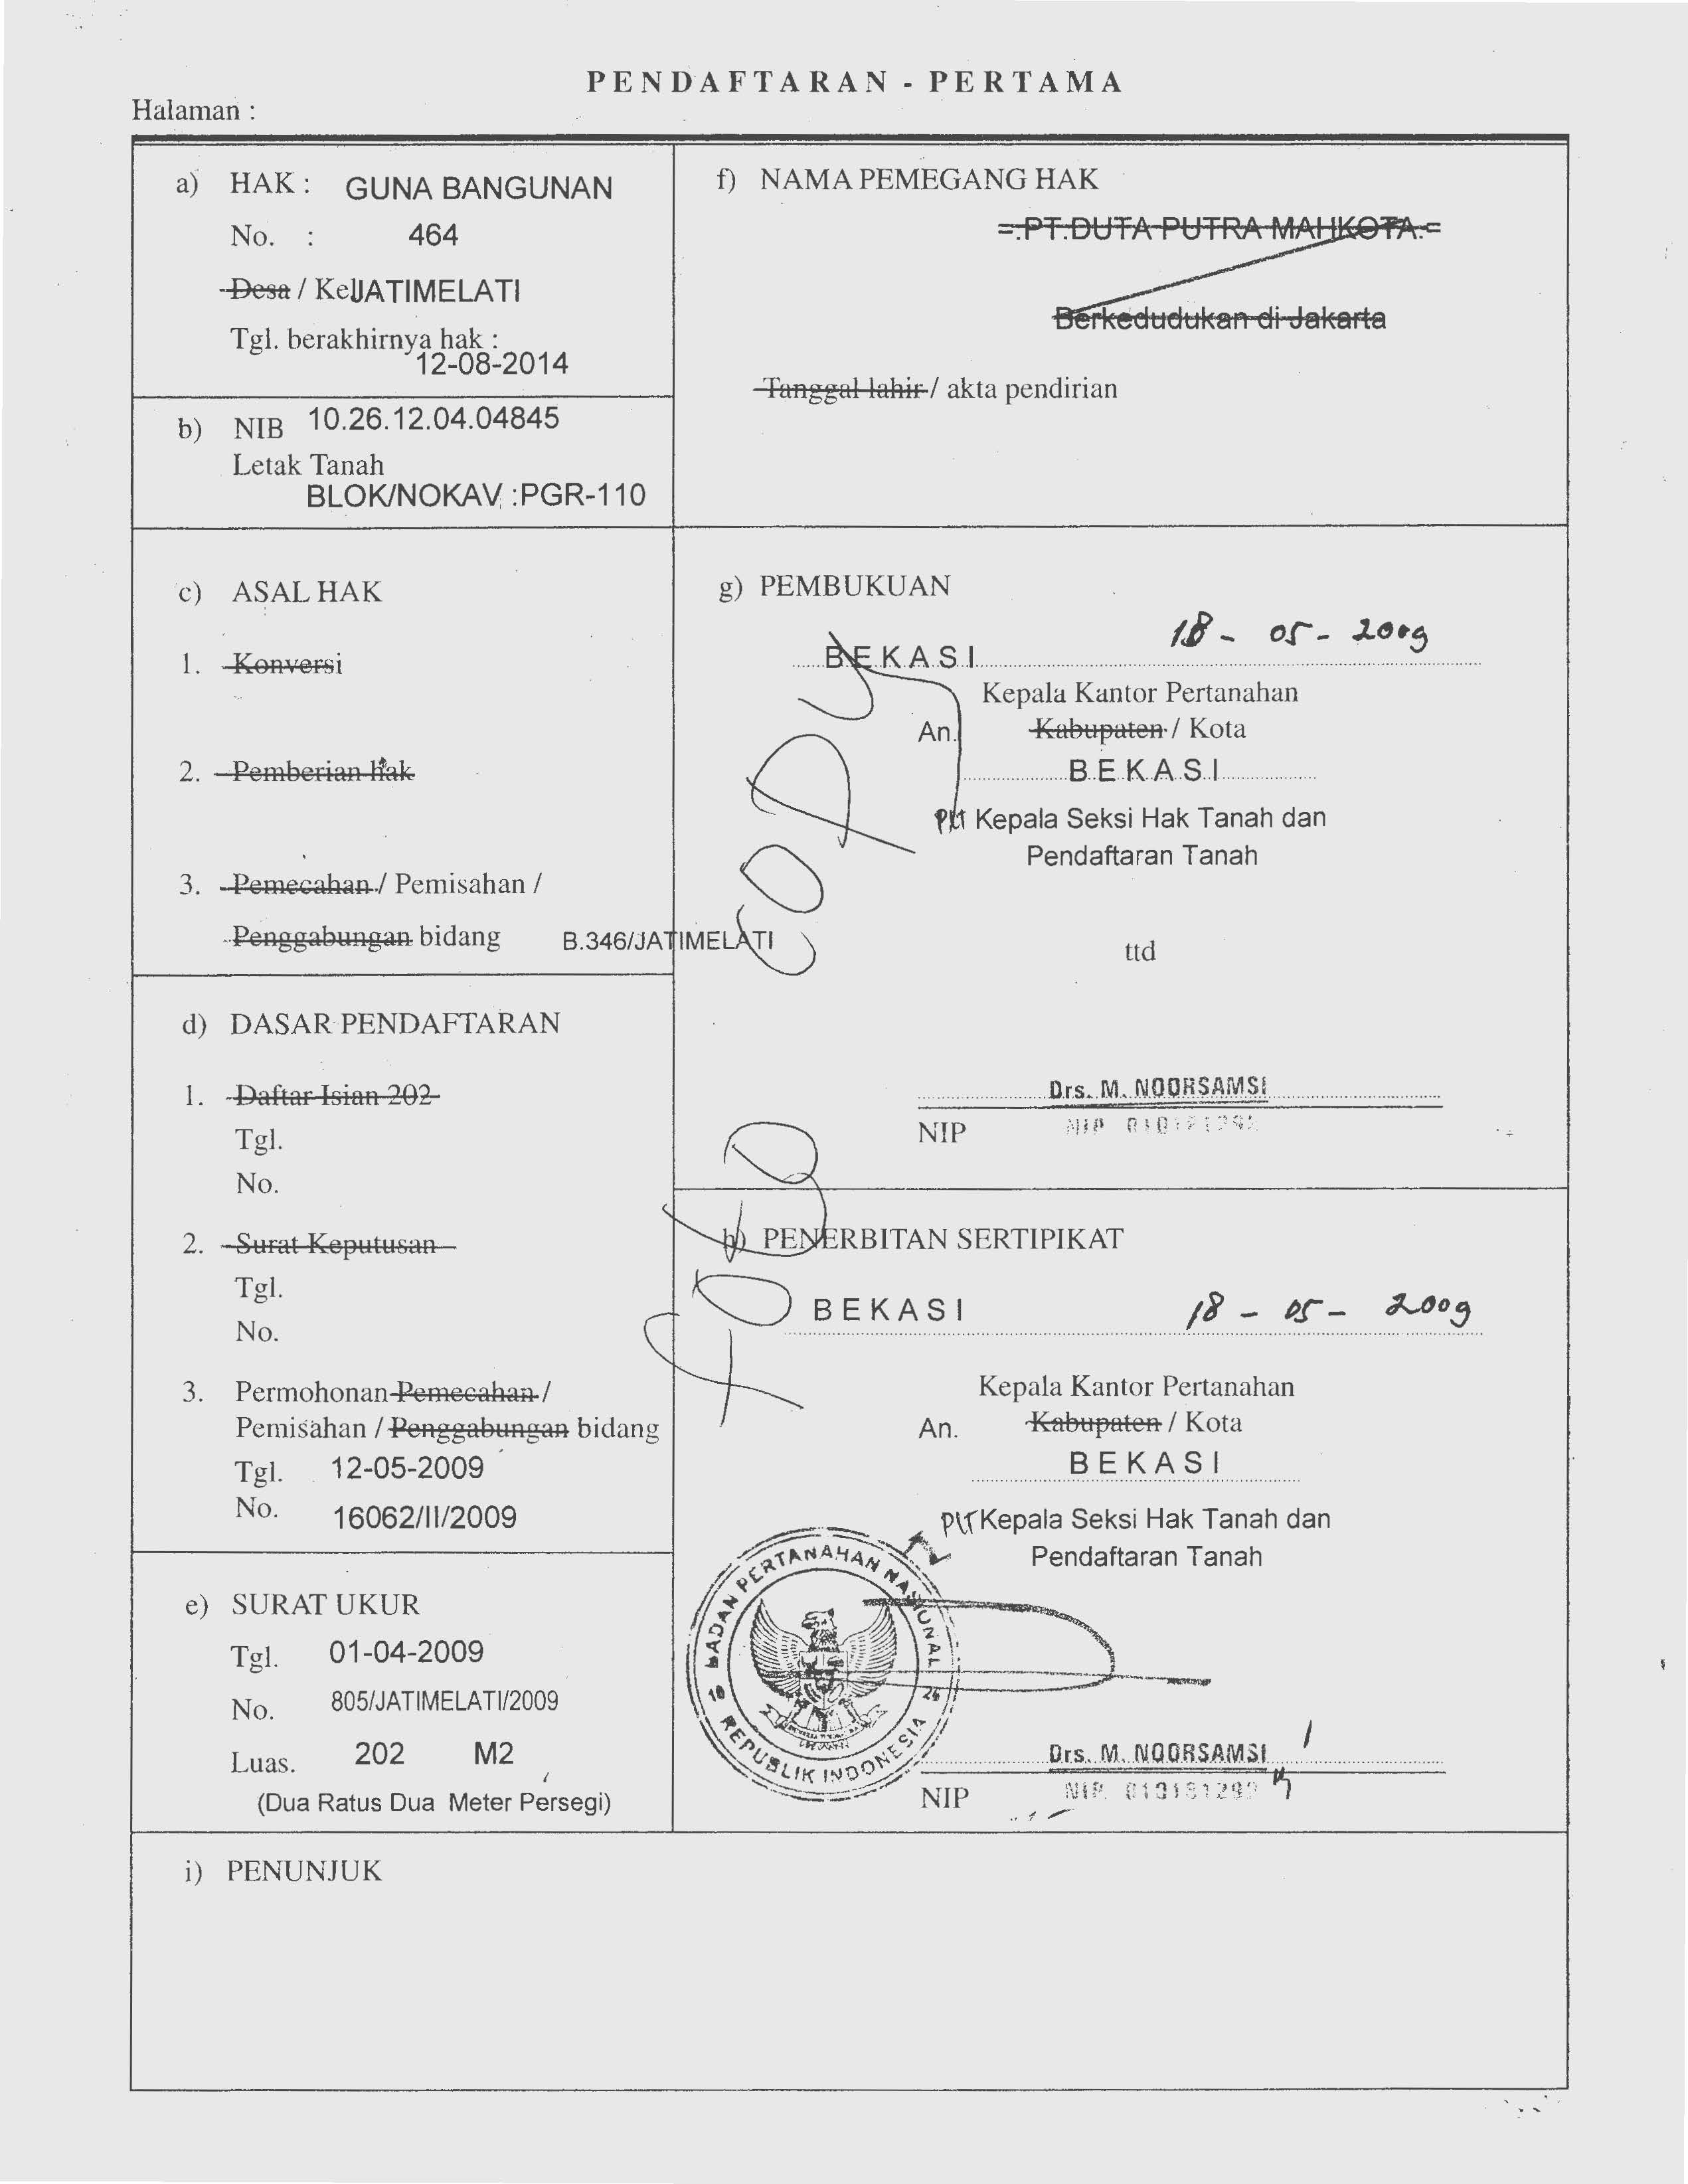 PENDAFTARAN - PERTAMA
Halaman :
a) HAK : GUNA BANGUNAN
No. : 464
Desa / Kel JATIMELATI
Tgl. berakhirnya hak :
12-08-2014
b) NIB 10.26.12.04.04845
Letak Tanah
BLOK/NOKAV :PGR-110
c) ASAL HAK
1. Konversi
2. Pemberian hak
3. Pemecahan / Pemisahan /
Penggabungan bidang B.346/JATIMELATI
d) DASAR PENDAFTARAN
1. Daftar Isian 202
Tgl.
No.
2. Surat Keputusan
Tgl.
No.
3. Permohonan Pemecahan /
Pemisahan / Penggabungan bidang
Tgl. 12-05-2009
No. 16062/II/2009
e) SURAT UKUR
Tgl. 01-04-2009
No. 805/JATIMELATI/2009
Luas. 202 M2
(Dua Ratus Dua Meter Persegi)
f) NAMA PEMEGANG HAK
=.PT.DUTA PUTRA MAHKOTA.=
Berkedudukan di Jakarta
Tanggal lahir / akta pendirian
g) PEMBUKUAN
BEKASI 18 - 05 - 2009
Kepala Kantor Pertanahan
An. Kabupaten / Kota
BEKASI
Plt Kepala Seksi Hak Tanah dan
Pendaftaran Tanah
ttd
Drs. M. NOORSAMSI
NIP NIP
FOTO COPY
h) PENERBITAN SERTIPIKAT
BEKASI 18 - 05 - 2009
Kepala Kantor Pertanahan
An. Kabupaten / Kota
BEKASI
Plt Kepala Seksi Hak Tanah dan
Pendaftaran Tanah
BADAN PERTANAHAN NASIONAL
REPUBLIK INDONESIA
Drs. M. NOORSAMSI
NIP NIP
i) PENUNJUK